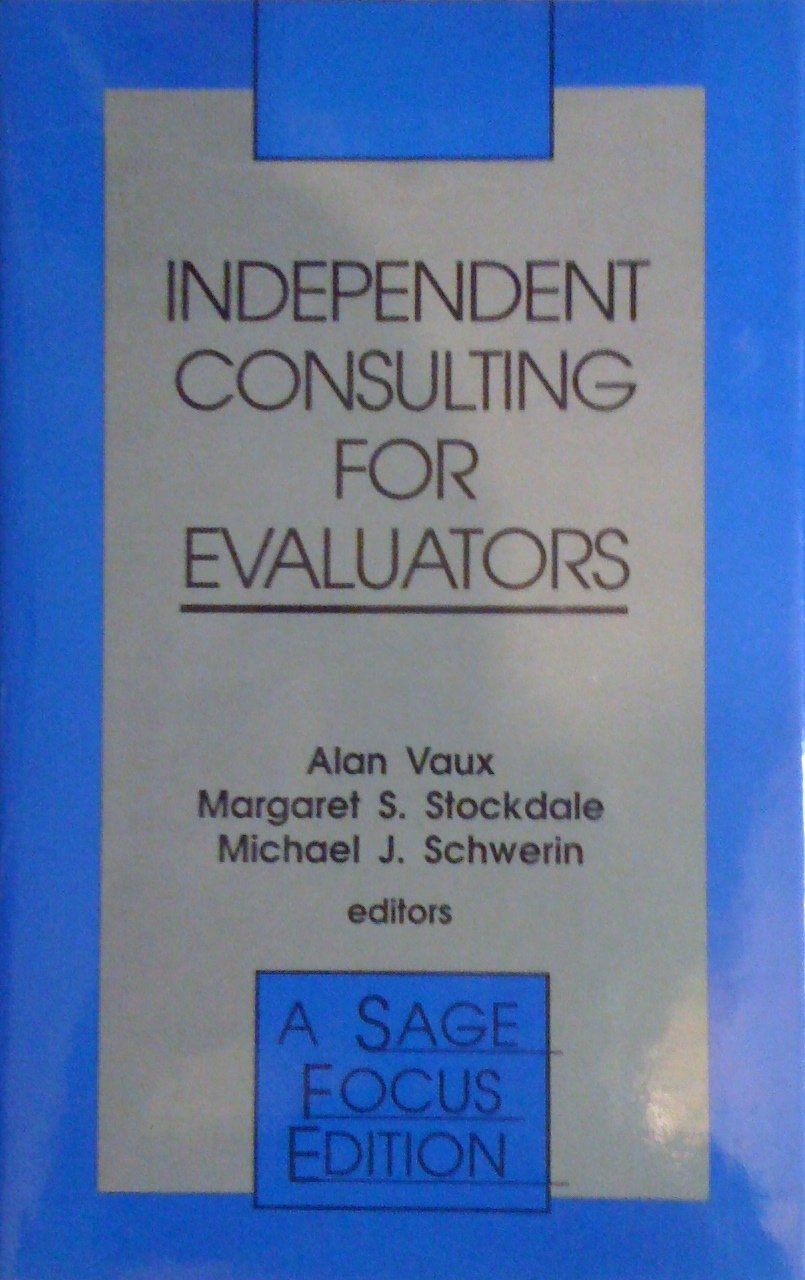 INDEPENDENT
CONSULTING
FOR
EVALUATORS
Alan Vaux
Margaret S. Stockdale
Michael J. Schwerin
editors
A SAGE
FOCUS
EDITION